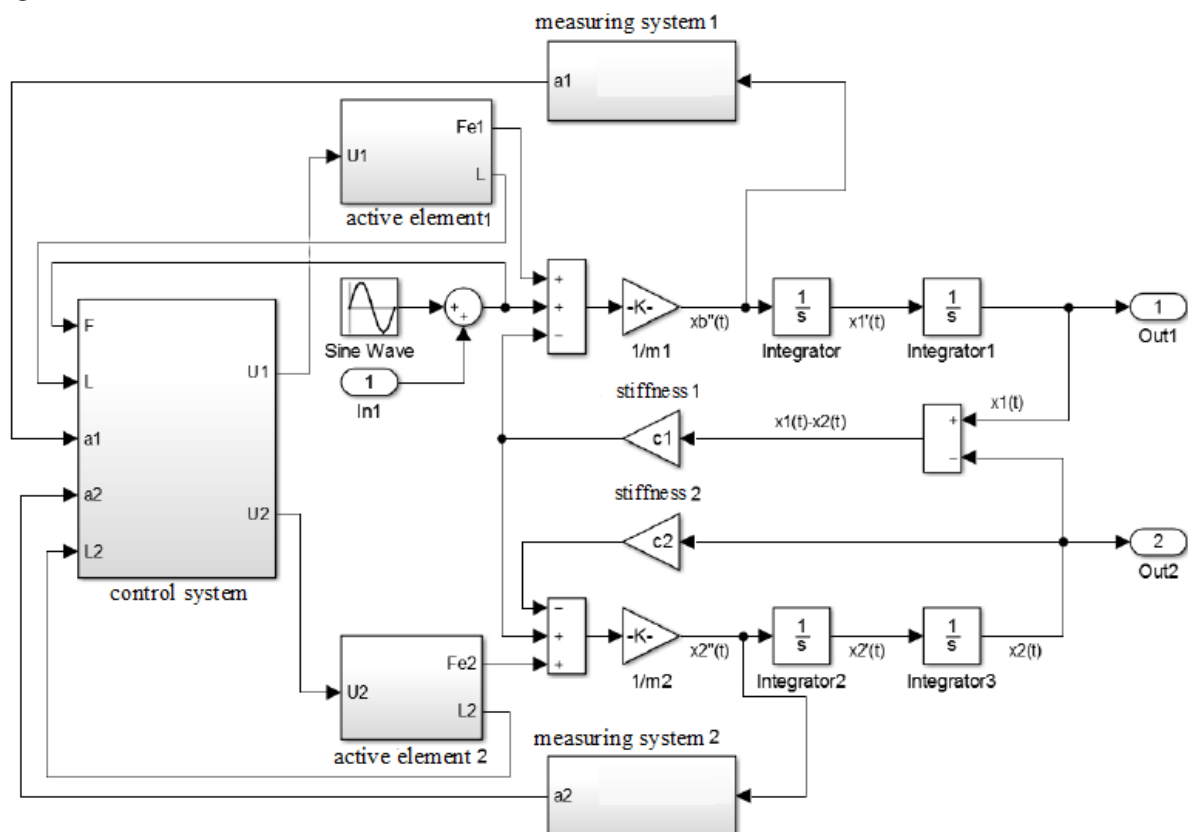 measuring system 1
a1
Fe1
U1
L
active element1
F
L
a1
a2
L2
U1
U2
control system
Sine Wave
1
In1
+
+
+
+
−
-K-
1/m1
xb"(t)
1
s
Integrator
x1'(t)
1
s
Integrator1
1
Out1
x1(t)
+
−
x1(t)-x2(t)
stiffness 1
c1
stiffness 2
c2
2
Out2
−
+
+
-K-
1/m2
x2"(t)
1
s
Integrator2
x2'(t)
1
s
Integrator3
x2(t)
Fe2
U2
L2
active element 2
measuring system 2
a2